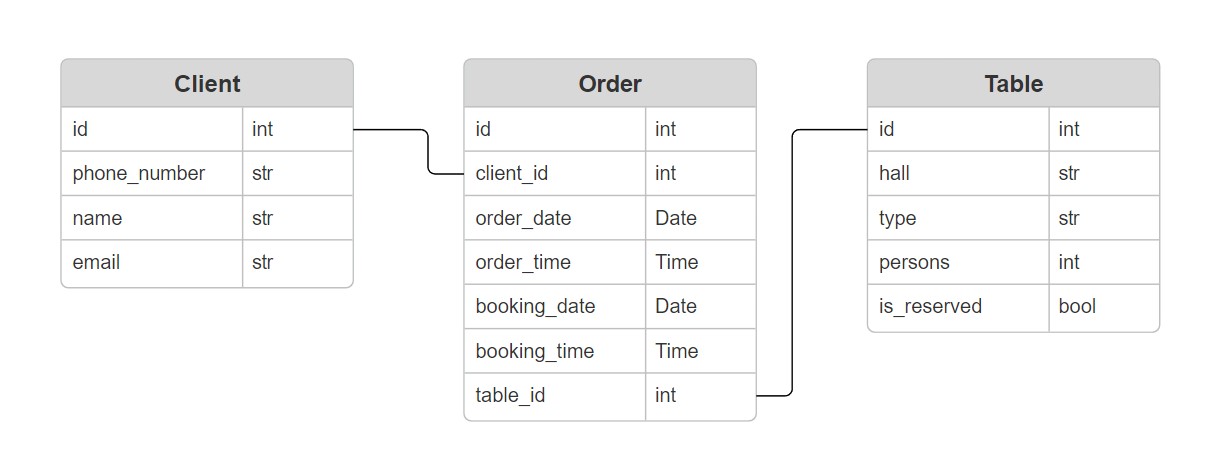 Client
id int
phone_number str
name str
email str
Order
id int
client_id int
order_date Date
order_time Time
booking_date Date
booking_time Time
table_id int
Table
id int
hall str
type str
persons int
is_reserved bool